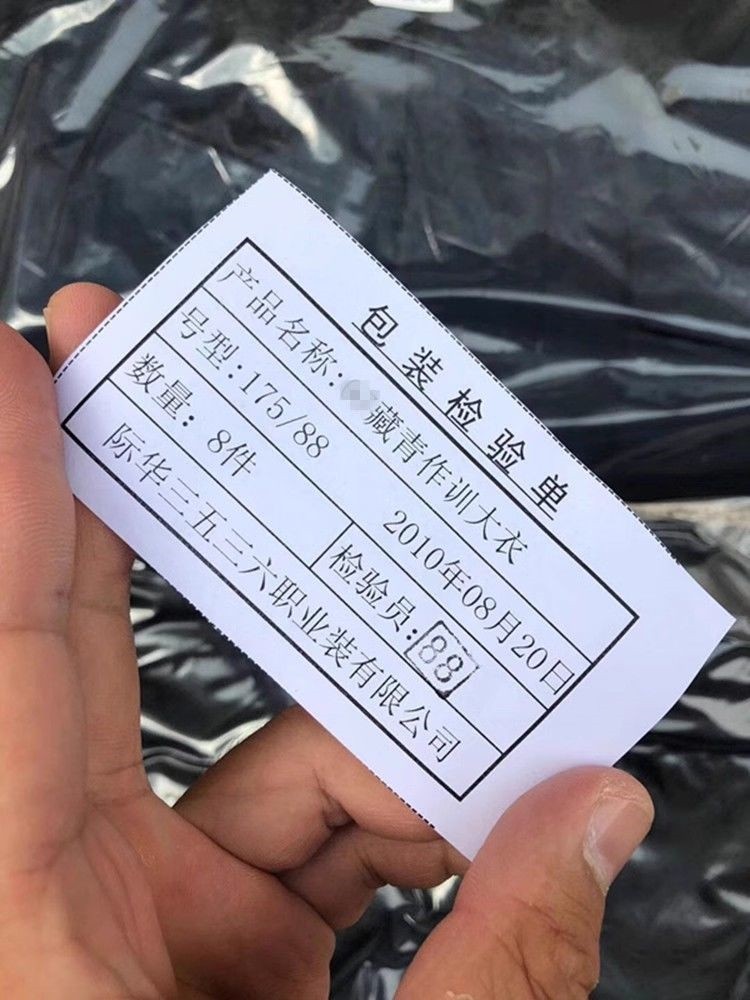 包装检验单
产品名称: 藏青作训大衣
号型:175/88 2010年08月20日
数量: 8件 检验员:88
际华三五三六职业装有限公司